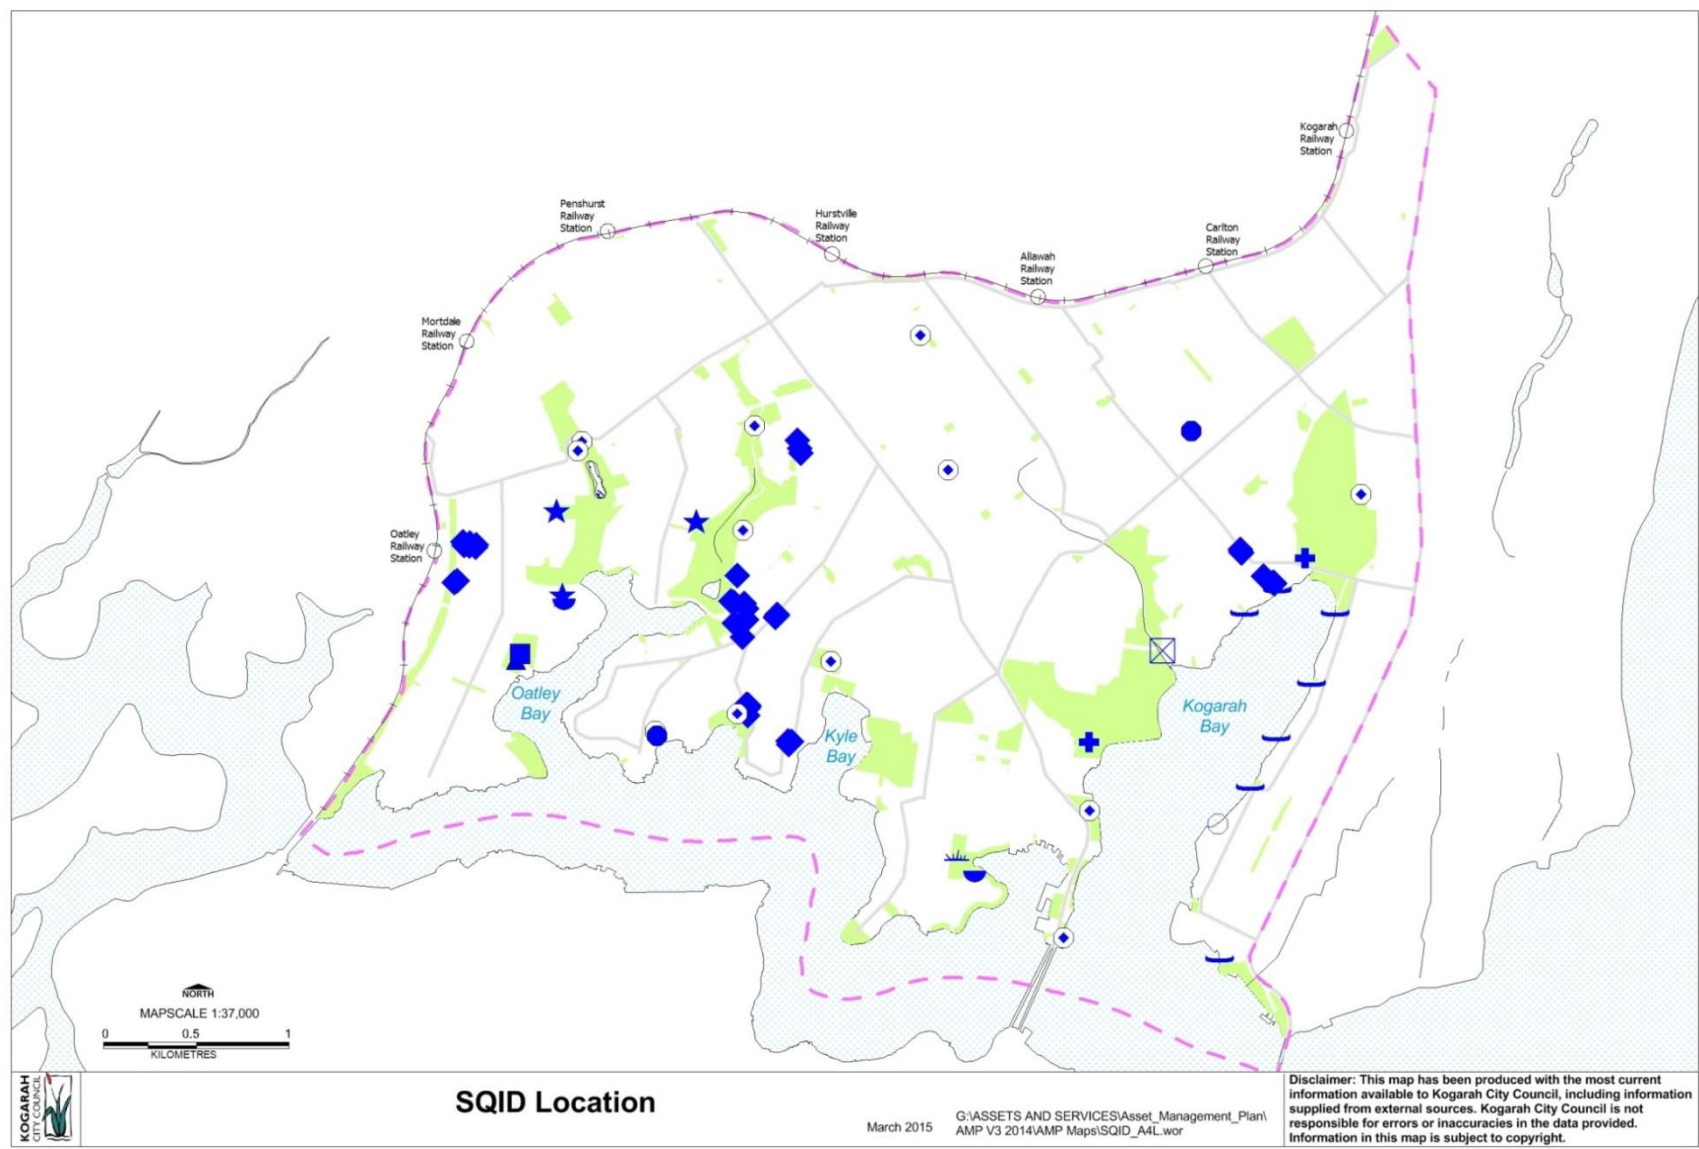 Kogarah
Railway
Station
Penshurst
Railway
Station
Hurstville
Railway
Station
Carlton
Railway
Station
Allawah
Railway
Station
Mortdale
Railway
Station
Oatley
Railway
Station
Oatley
Bay
Kyle
Bay
Kogarah
Bay
NORTH
MAPSCALE 1:37,000
0 0.5 1
KILOMETRES
KOGARAH
CITY COUNCIL
SQID Location
March 2015
G:\ASSETS AND SERVICES\Asset_Management_Plan\
AMP V3 2014\AMP Maps\SQID_A4L.wor
Disclaimer: This map has been produced with the most current
information available to Kogarah City Council, including information
supplied from external sources. Kogarah City Council is not
responsible for errors or inaccuracies in the data provided.
Information in this map is subject to copyright.